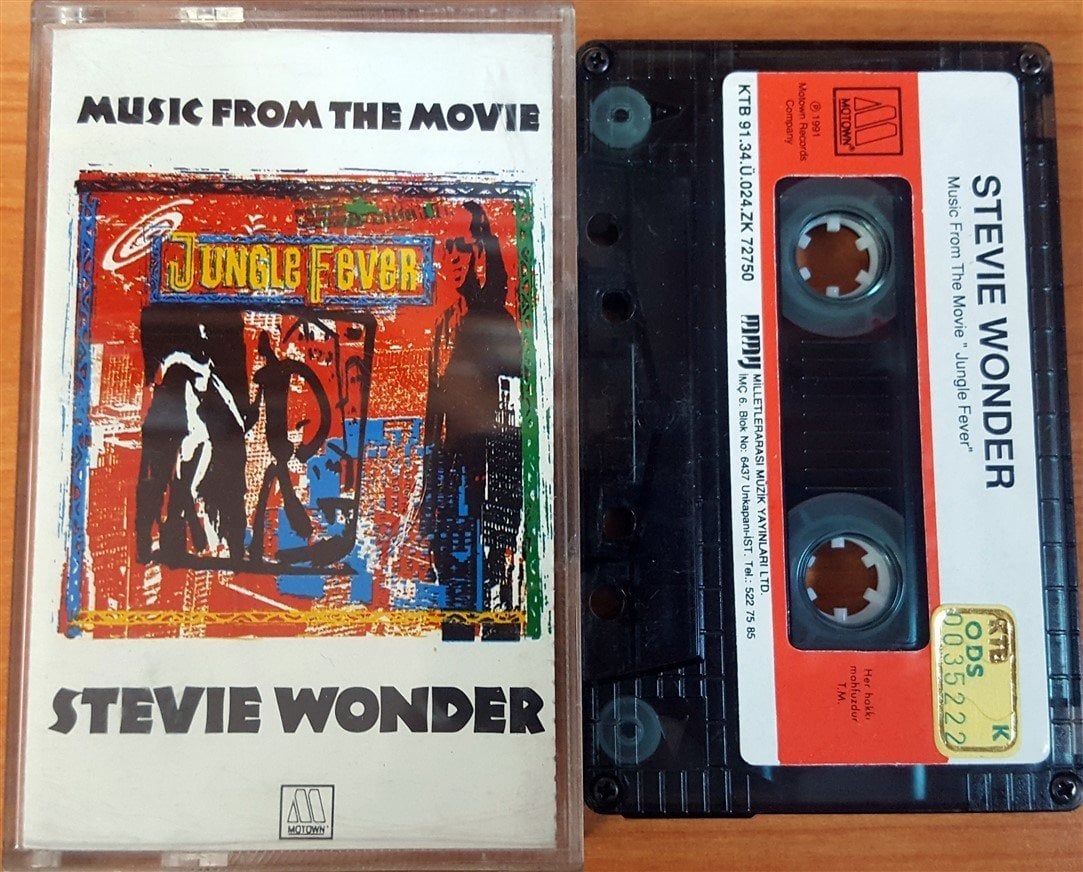 MUSIC FROM THE MOVIE
JUNGLE FEVER
STEVIE WONDER
MOTOWN®
STEVIE WONDER
Music From The Movie " Jungle Fever"
MOTOWN®
℗ 1991
Motown Records
Company
KTB 91.34.Ü.024.ZK 72750
MMY
MİLLETLERARASI MÜZİK YAYINLARI LTD.
İMÇ 6. Blok No: 6437 Unkapanı-İST. Tel.: 522 75 85
Her hakkı
mahfuzdur
T.M.
KTB
ODS K
0035222